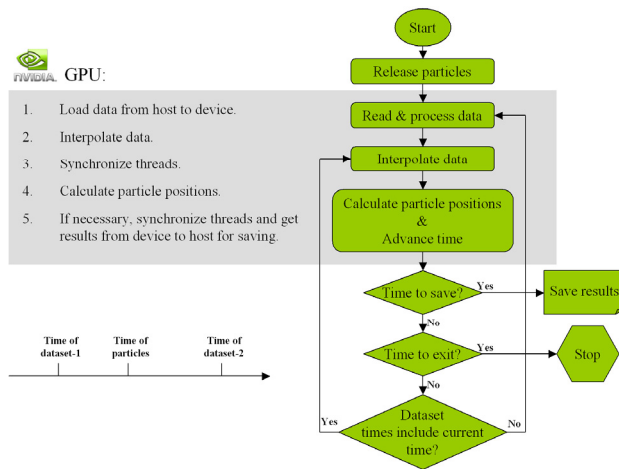 Start
NVIDIA.
GPU:
Release particles
1. Load data from host to device.
2. Interpolate data.
3. Synchronize threads.
4. Calculate particle positions.
5. If necessary, synchronize threads and get
results from device to host for saving.
Read & process data
Interpolate data
Calculate particle positions
&
Advance time
Time to save?
Yes
Save results
No
Time to exit?
Yes
Stop
No
Dataset
times include current
time?
Yes
No
Time of
dataset-1
Time of
particles
Time of
dataset-2